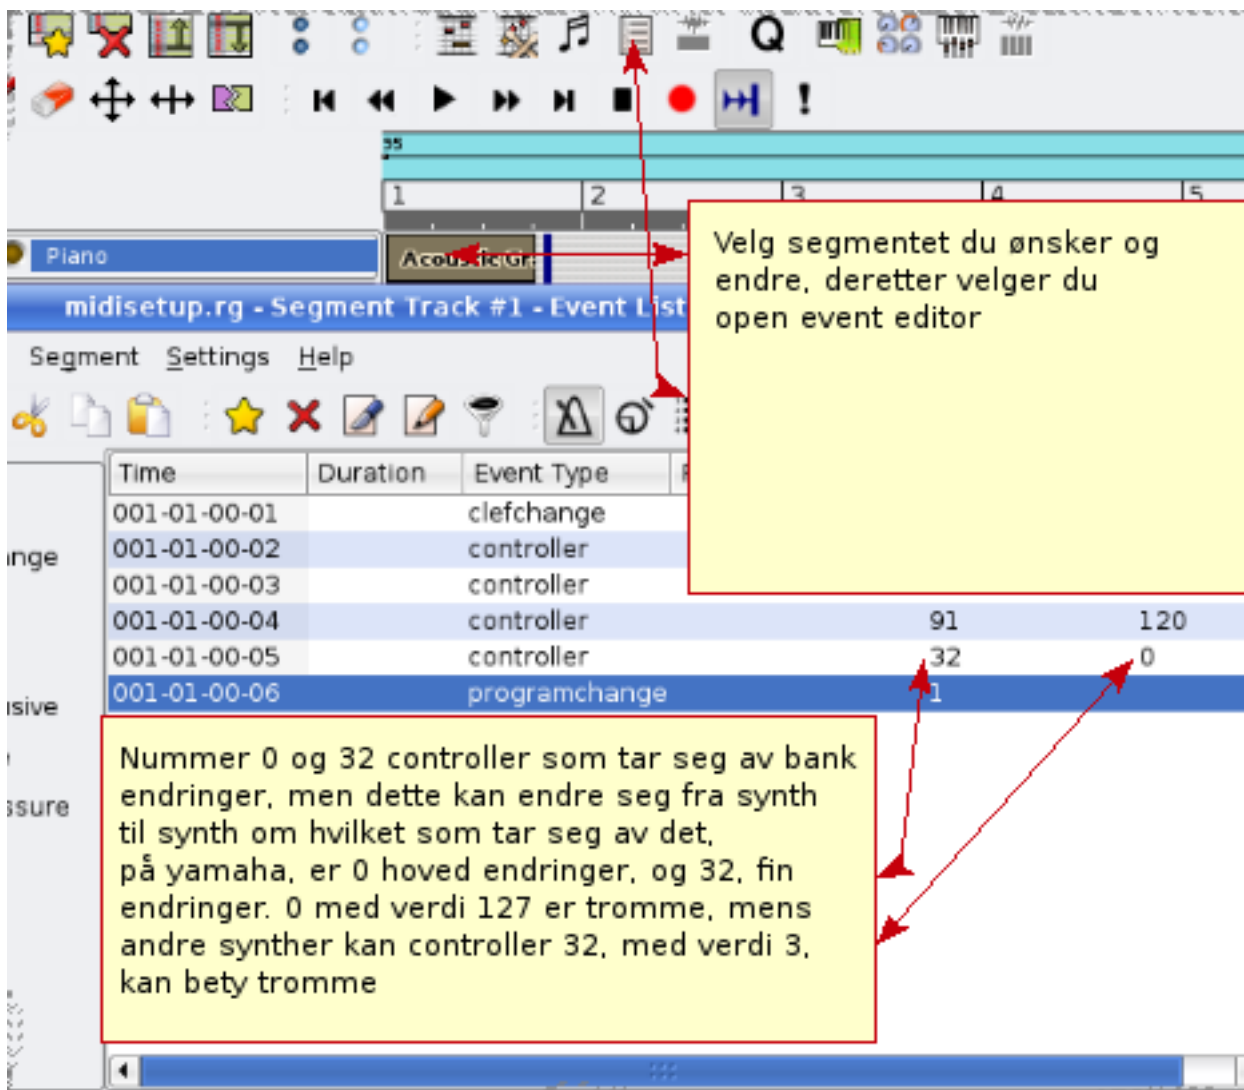 1 2 3 4 5
Piano
Acoustic Gr
Velg segmentet du ønsker og
endre, deretter velger du
open event editor
midisetup.rg - Segment Track #1 - Event List
Segment Settings Help
Time Duration Event Type
001-01-00-01 clefchange
001-01-00-02 controller
001-01-00-03 controller
001-01-00-04 controller 91 120
001-01-00-05 controller 32 0
001-01-00-06 programchange 1
nge
usive
ssure
Nummer 0 og 32 controller som tar seg av bank
endringer, men dette kan endre seg fra synth
til synth om hvilket som tar seg av det,
på yamaha, er 0 hoved endringer, og 32, fin
endringer. 0 med verdi 127 er tromme, mens
andre synther kan controller 32, med verdi 3,
kan bety tromme